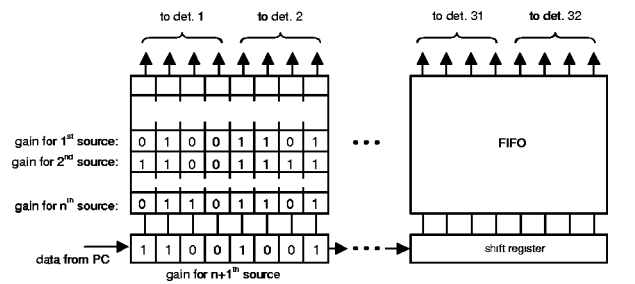 to det. 1 to det. 2 to det. 31 to det. 32
gain for 1st source: 0 1 0 0 1 1 0 1
gain for 2nd source: 1 1 0 0 1 1 1 1
FIFO
gain for nth source: 0 1 1 0 1 1 0 1
data from PC 1 1 0 0 1 0 0 1 shift register
gain for n+1th source